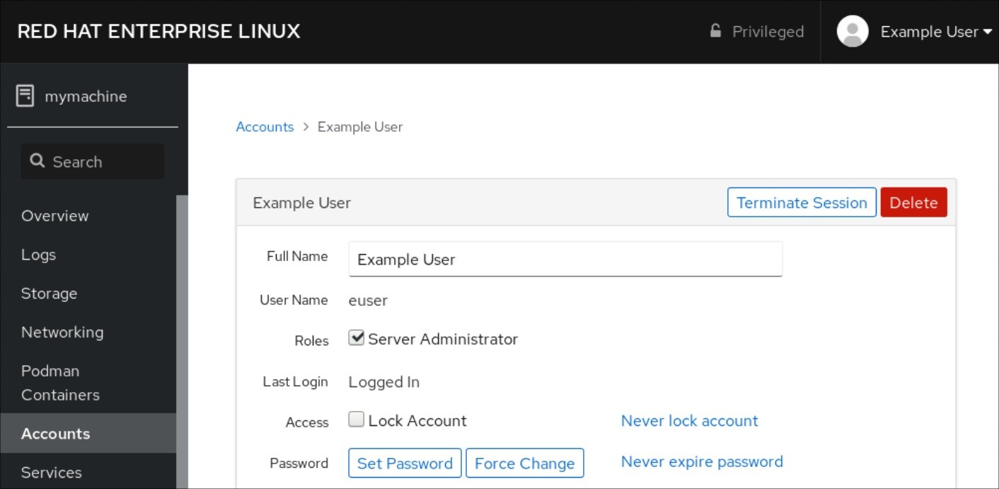 RED HAT ENTERPRISE LINUX
Privileged
Example User
mymachine
Search
Overview
Logs
Storage
Networking
Podman
Containers
Accounts
Services
Accounts > Example User
Example User
Terminate Session
Delete
Full Name
Example User
User Name
euser
Roles
Server Administrator
Last Login
Logged In
Access
Lock Account
Never lock account
Password
Set Password
Force Change
Never expire password